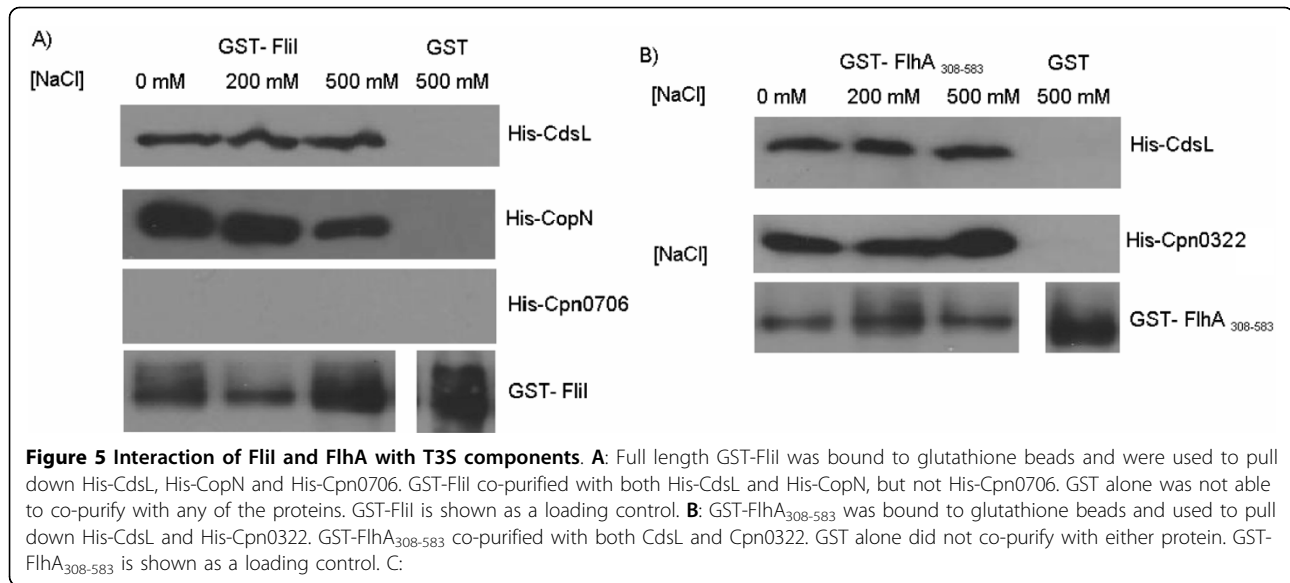 A)
GST- FliI GST
[NaCl] 0 mM 200 mM 500 mM 500 mM
His-CdsL
His-CopN
His-Cpn0706
GST- FliI
B)
GST- FlhA 308-583 GST
[NaCl]
0 mM 200 mM 500 mM 500 mM
His-CdsL
His-Cpn0322
[NaCl]
GST- FlhA 308-583
Figure 5 Interaction of FliI and FlhA with T3S components. A: Full length GST-FliI was bound to glutathione beads and were used to pull
down His-CdsL, His-CopN and His-Cpn0706. GST-FliI co-purified with both His-CdsL and His-CopN, but not His-Cpn0706. GST alone was not able
to co-purify with any of the proteins. GST-FliI is shown as a loading control. B: GST-FlhA308-583 was bound to glutathione beads and used to pull
down His-CdsL and His-Cpn0322. GST-FlhA308-583 co-purified with both CdsL and Cpn0322. GST alone did not co-purify with either protein. GST-
FlhA308-583 is shown as a loading control. C: